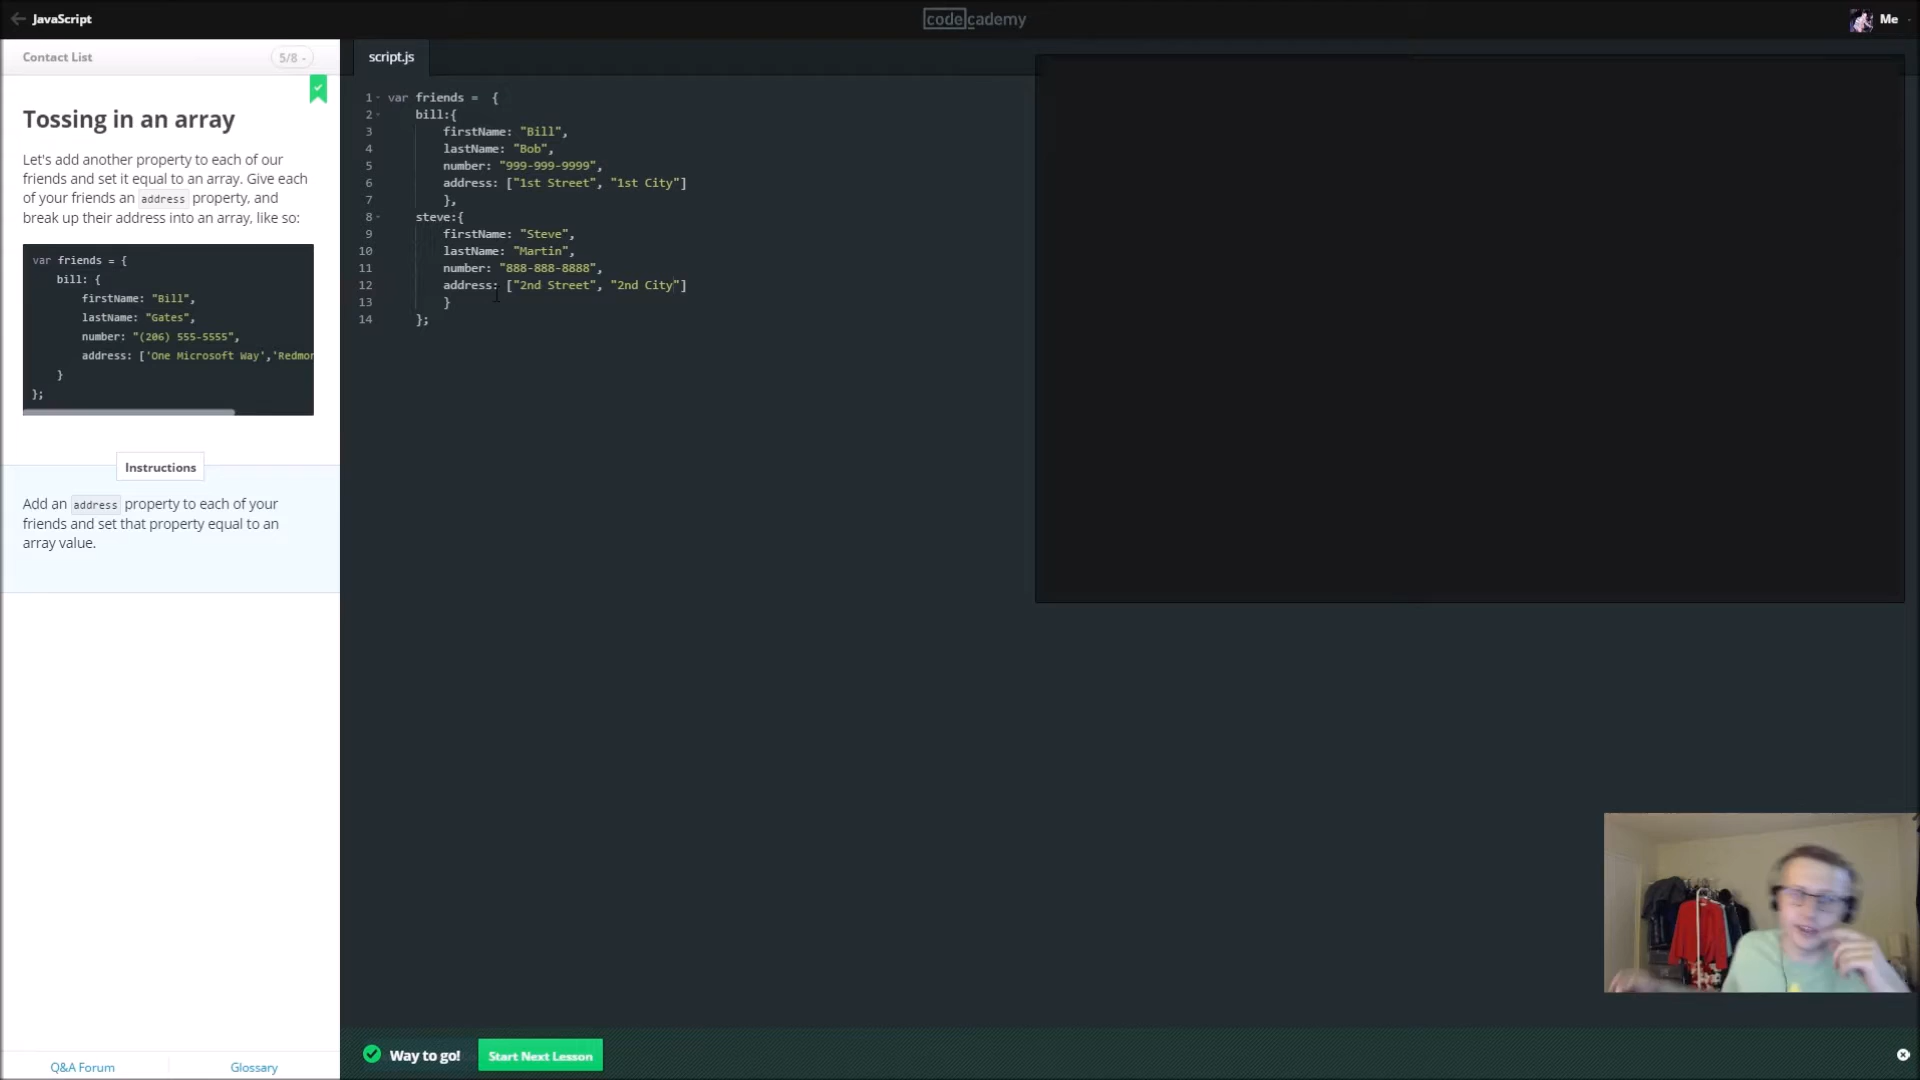 JavaScript
codecademy
Me
Contact List
5/8
script.js
Tossing in an array
Let's add another property to each of our
friends and set it equal to an array. Give each
of your friends an address property, and
break up their address into an array, like so:
var friends = {
bill: {
firstName: "Bill",
lastName: "Gates",
number: "(206) 555-5555",
address: ['One Microsoft Way','Redmon
}
};
Instructions
Add an address property to each of your
friends and set that property equal to an
array value.
Q&A Forum
Glossary
1 var friends =  {
2 bill:{
3 firstName: "Bill",
4 lastName: "Bob",
5 number: "999-999-9999",
6 address: ["1st Street", "1st City"]
7 },
8 steve:{
9 firstName: "Steve",
10 lastName: "Martin",
11 number: "888-888-8888",
12 address: ["2nd Street", "2nd City"]
13 }
14 };
Way to go!
Start Next Lesson